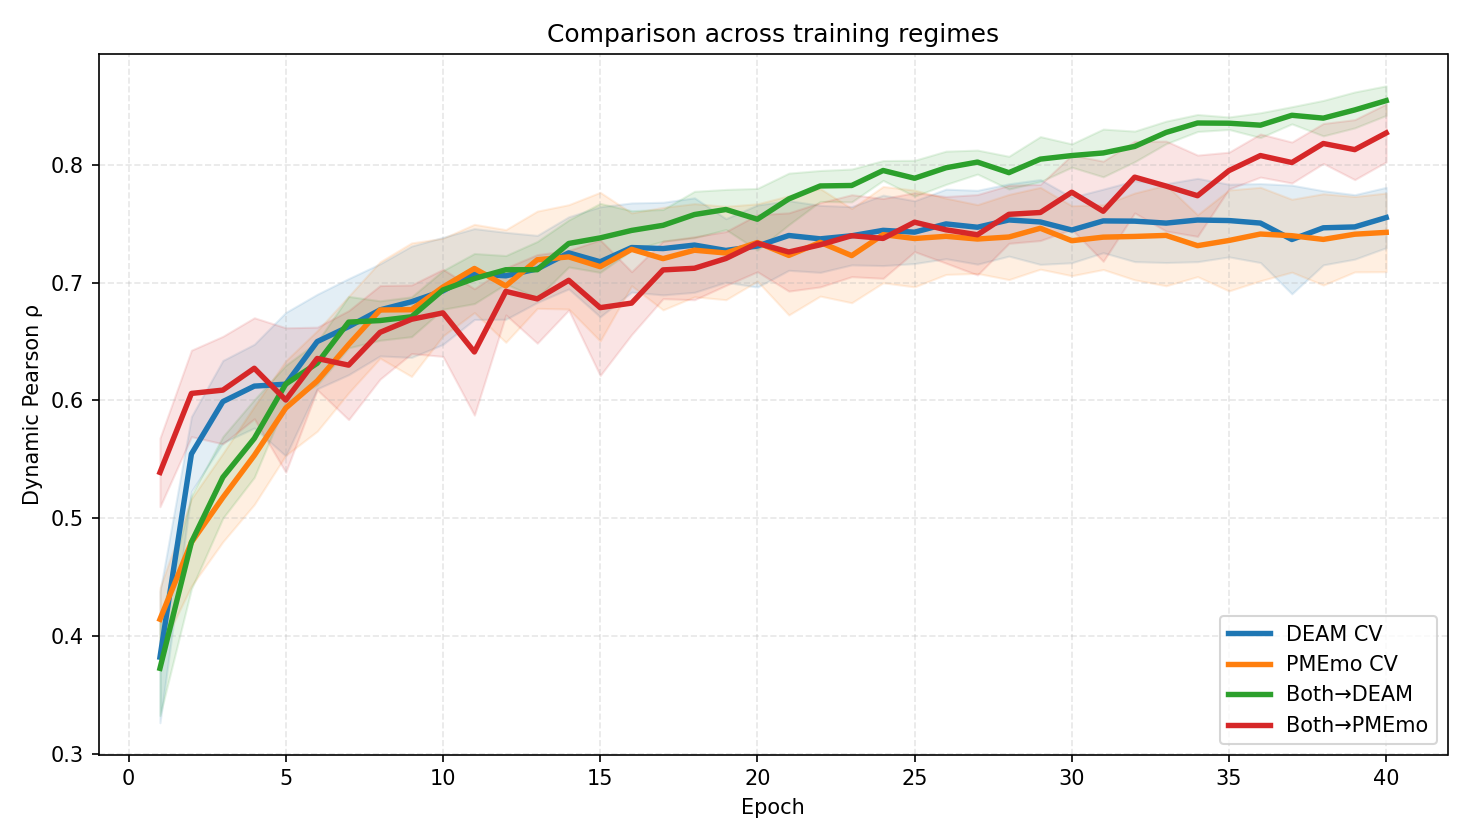 Comparison across training regimes
Dynamic Pearson ρ
0.8
0.7
0.6
0.5
0.4
0.3
0 5 10 15 20 25 30 35 40
Epoch
DEAM CV
PMEmo CV
Both→DEAM
Both→PMEmo